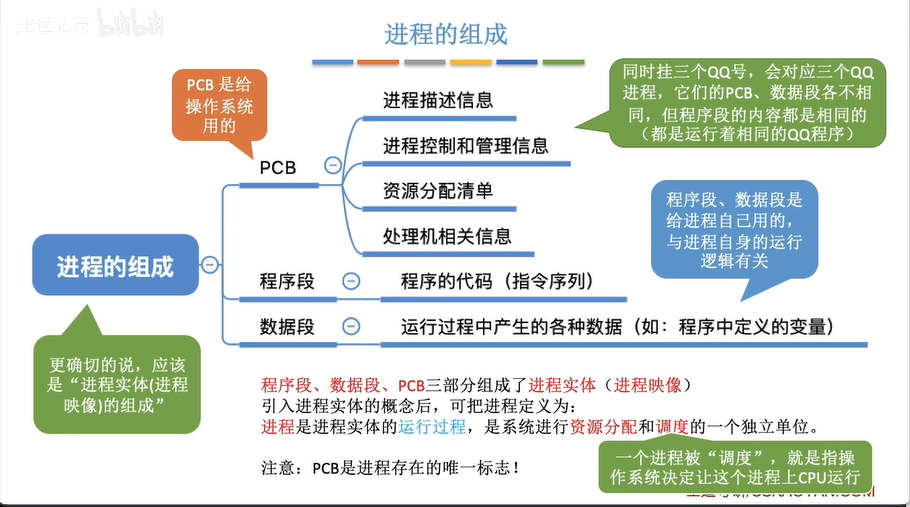 bilibili
进程的组成
PCB 是给
操作系统
用的
同时挂三个QQ号，会对应三个QQ
进程，它们的PCB、数据段各不相
同，但程序段的内容都是相同的
（都是运行着相同的QQ程序）
进程描述信息
进程控制和管理信息
PCB
资源分配清单
处理机相关信息
程序段、数据段是
给进程自己用的，
与进程自身的运行
逻辑有关
进程的组成
程序段
程序的代码（指令序列）
数据段
运行过程中产生的各种数据（如：程序中定义的变量）
更确切的说，应该
是“进程实体(进程
映像)的组成”
程序段、数据段、PCB三部分组成了进程实体（进程映像）
引入进程实体的概念后，可把进程定义为：
进程是进程实体的运行过程，是系统进行资源分配和调度的一个独立单位。
一个进程被“调度”，就是指操
作系统决定让这个进程上CPU运行
注意：PCB是进程存在的唯一标志！